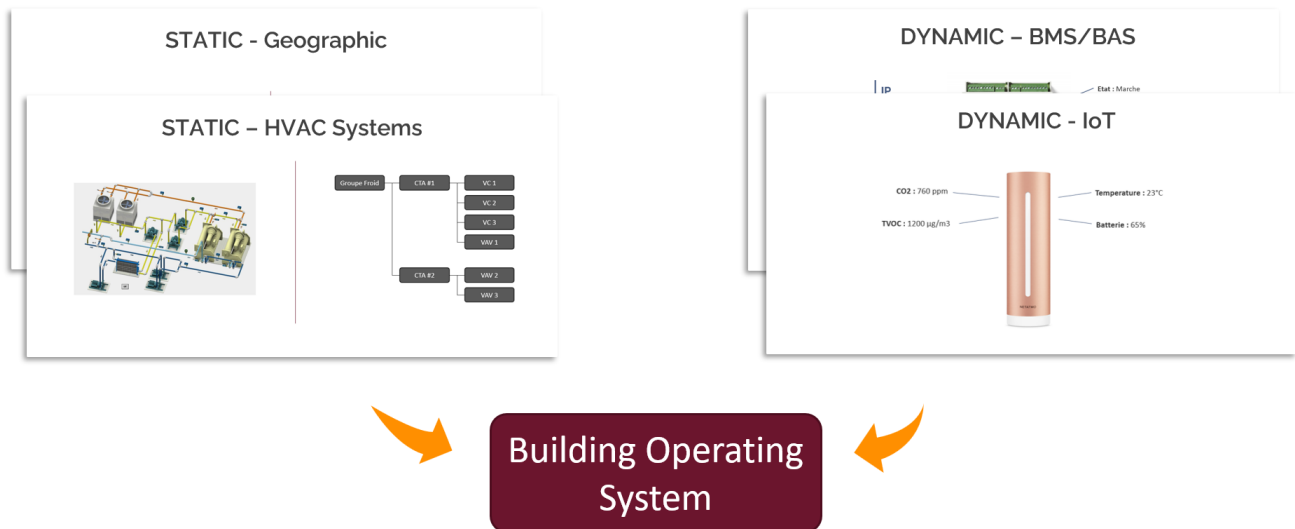 STATIC - Geographic
STATIC – HVAC Systems
Groupe Froid
CTA #1
VC 1
VC 2
VC 3
VAV 1
CTA #2
VAV 2
VAV 3
DYNAMIC – BMS/BAS
IP
Etat : Marche
DYNAMIC - IoT
CO2 : 760 ppm
Temperature : 23°C
TVOC : 1200 µg/m3
Batterie : 65%
NETATMO
Building Operating
System